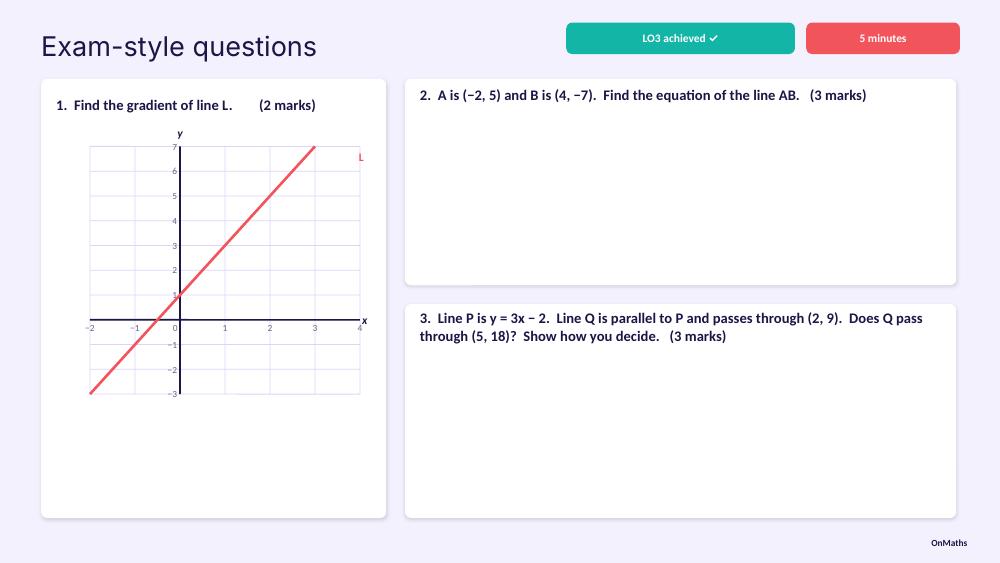 Exam-style questions
LO3 achieved ✓
5 minutes
1. Find the gradient of line L. (2 marks)
y
7
L
6
5
4
3
2
1
x
−2 −1 0 1 2 3 4
−1
−2
−3
2. A is (−2, 5) and B is (4, −7). Find the equation of the line AB. (3 marks)
3. Line P is y = 3x − 2. Line Q is parallel to P and passes through (2, 9). Does Q pass
through (5, 18)? Show how you decide. (3 marks)
OnMaths